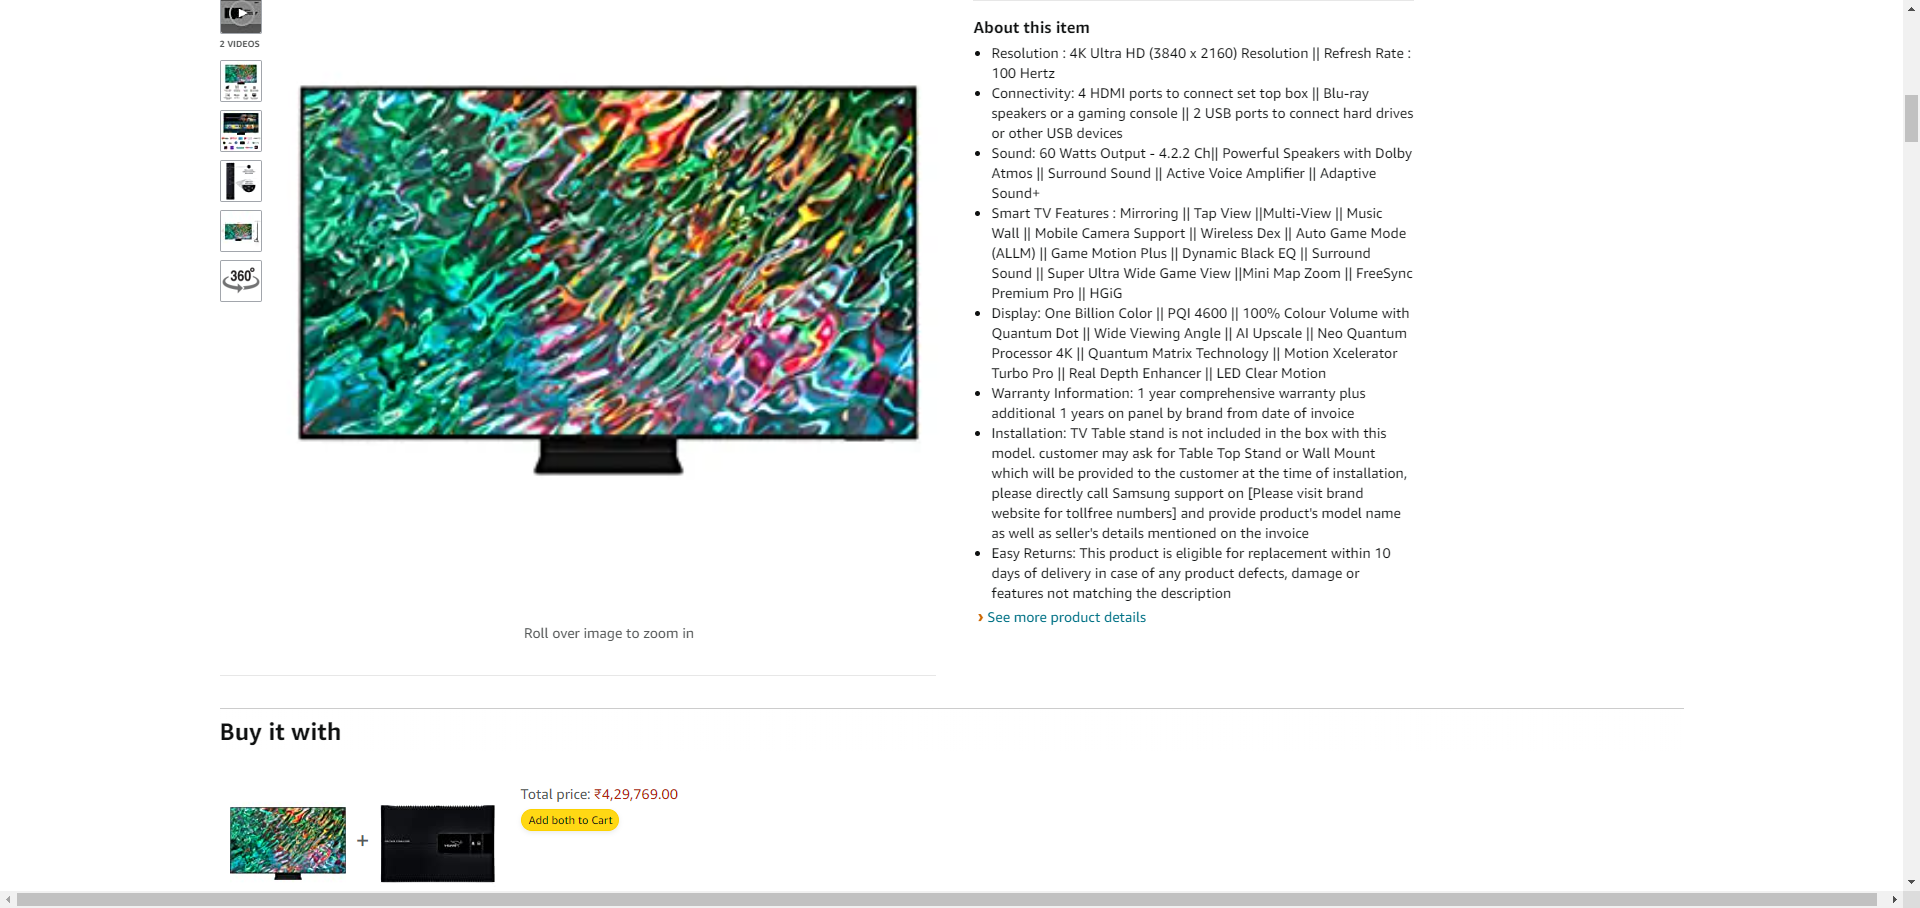 2 VIDEOS
360°
Roll over image to zoom in
About this item
Resolution : 4K Ultra HD (3840 x 2160) Resolution || Refresh Rate :
100 Hertz
Connectivity: 4 HDMI ports to connect set top box || Blu-ray
speakers or a gaming console || 2 USB ports to connect hard drives
or other USB devices
Sound: 60 Watts Output - 4.2.2 Ch|| Powerful Speakers with Dolby
Atmos || Surround Sound || Active Voice Amplifier || Adaptive
Sound+
Smart TV Features : Mirroring || Tap View ||Multi-View || Music
Wall || Mobile Camera Support || Wireless Dex || Auto Game Mode
(ALLM) || Game Motion Plus || Dynamic Black EQ || Surround
Sound || Super Ultra Wide Game View ||Mini Map Zoom || FreeSync
Premium Pro || HGiG
Display: One Billion Color || PQI 4600 || 100% Colour Volume with
Quantum Dot || Wide Viewing Angle || AI Upscale || Neo Quantum
Processor 4K || Quantum Matrix Technology || Motion Xcelerator
Turbo Pro || Real Depth Enhancer || LED Clear Motion
Warranty Information: 1 year comprehensive warranty plus
additional 1 years on panel by brand from date of invoice
Installation: TV Table stand is not included in the box with this
model. customer may ask for Table Top Stand or Wall Mount
which will be provided to the customer at the time of installation,
please directly call Samsung support on [Please visit brand
website for tollfree numbers] and provide product's model name
as well as seller's details mentioned on the invoice
Easy Returns: This product is eligible for replacement within 10
days of delivery in case of any product defects, damage or
features not matching the description
› See more product details
Buy it with
+
Total price: ₹4,29,769.00
Add both to Cart